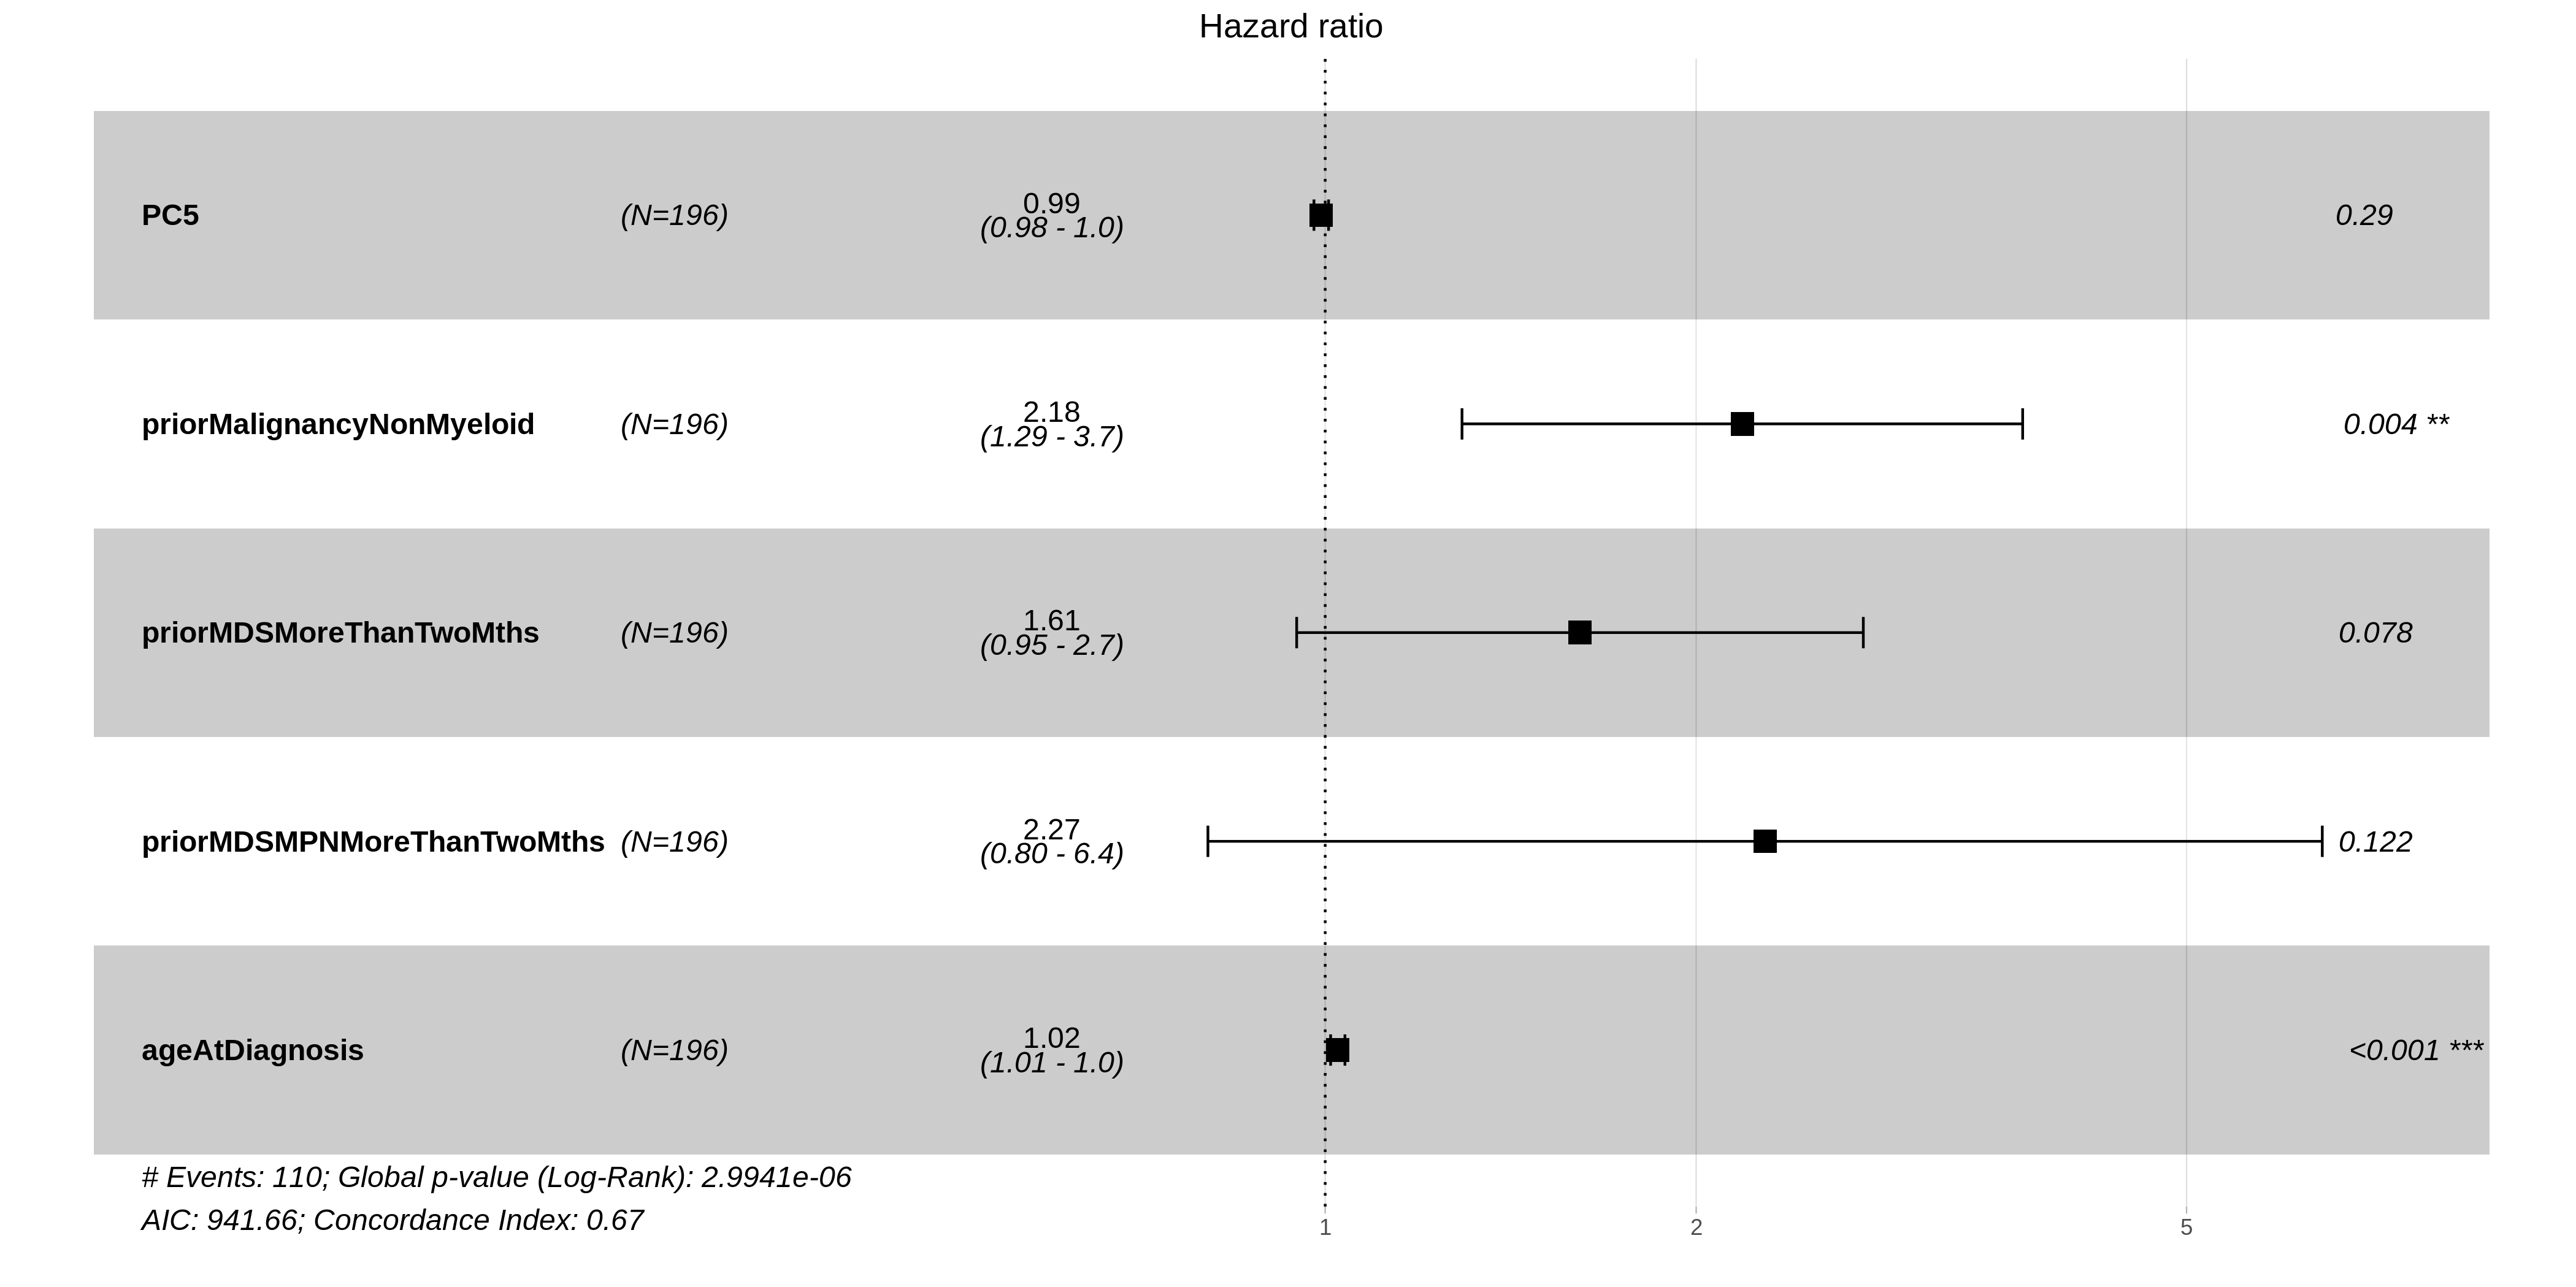 Hazard ratio
PC5 (N=196) 0.99 0.29
(0.98 - 1.0)
priorMalignancyNonMyeloid (N=196) 2.18 0.004 **
(1.29 - 3.7)
priorMDSMoreThanTwoMths (N=196) 1.61 0.078
(0.95 - 2.7)
priorMDSMPNMoreThanTwoMths (N=196) 2.27 0.122
(0.80 - 6.4)
ageAtDiagnosis (N=196) 1.02 <0.001 ***
(1.01 - 1.0)
# Events: 110; Global p-value (Log-Rank): 2.9941e-06
AIC: 941.66; Concordance Index: 0.67
1 2 5